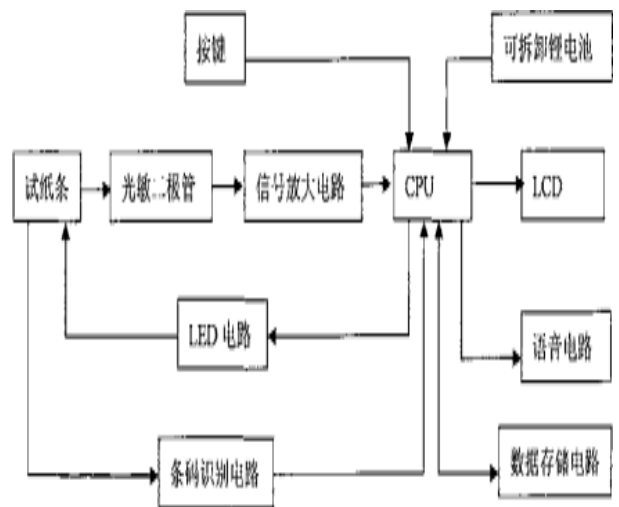 按键
可拆卸锂电池
试纸条
光敏二极管
信号放大电路
CPU
LCD
LED 电路
语音电路
条码识别电路
数据存储电路